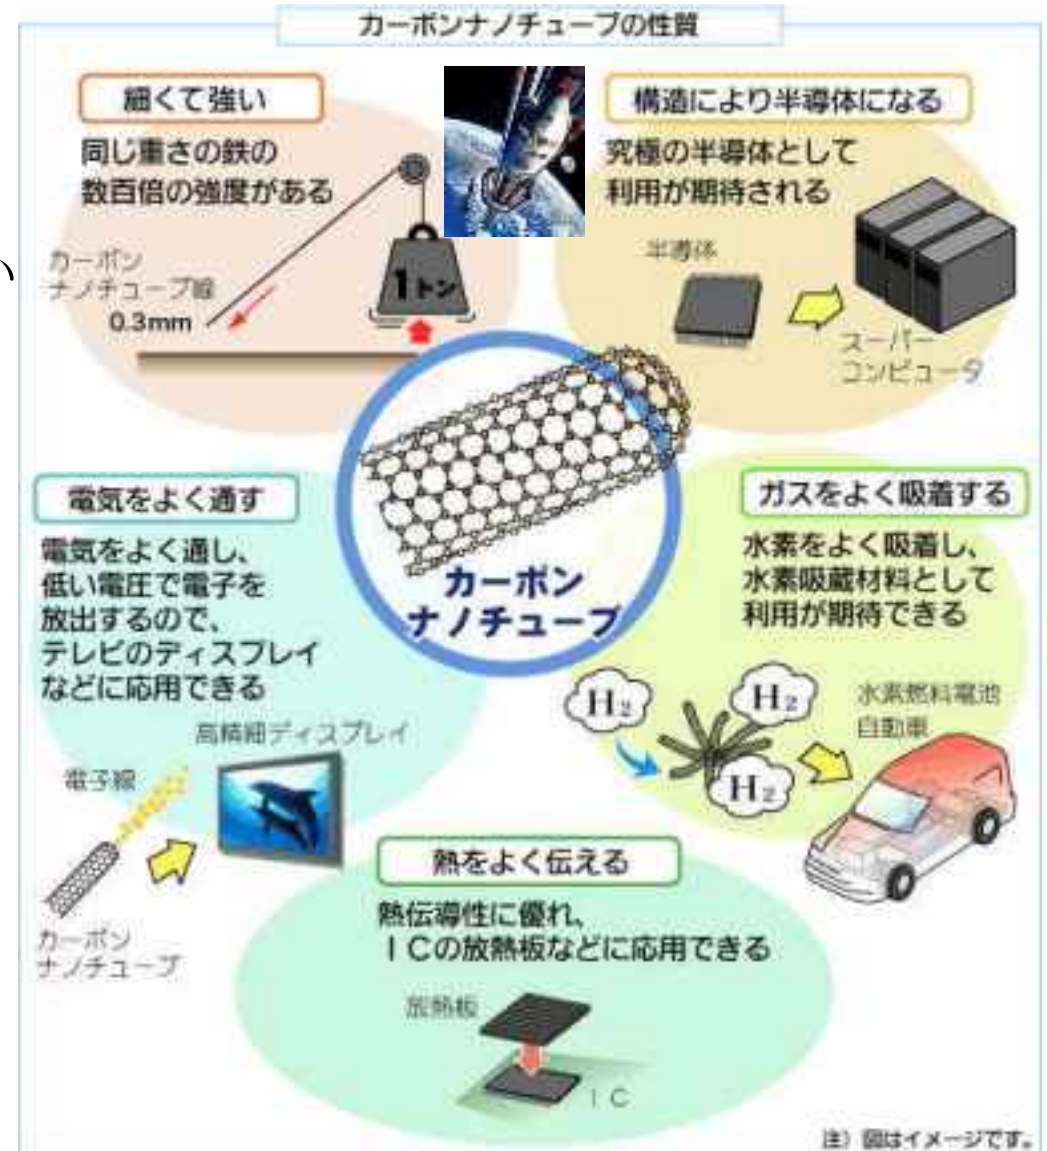 カーボンナノチューブの性質
細くて強い
同じ重さの鉄の
数百倍の強度がある
カーボン
ナノチューブ線
0.3mm
1トン
構造により半導体になる
究極の半導体として
利用が期待される
半導体
スーパー
コンピュータ
い
電気をよく通す
電気をよく通し、
低い電圧で電子を
放出するので、
テレビのディスプレイ
などに応用できる
高精細ディスプレイ
電子線
カーボン
ナノチューブ
カーボン
ナノチューブ
ガスをよく吸着する
水素をよく吸着し、
水素吸蔵材料として
利用が期待できる
H2
H2
H2
水素燃料電池
自動車
熱をよく伝える
熱伝導性に優れ、
ICの放熱板などに応用できる
放熱板
IC
注）図はイメージです。